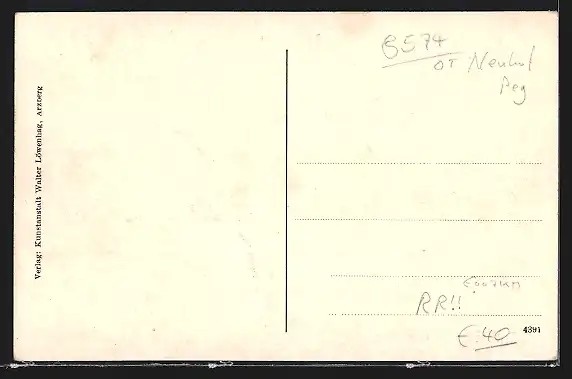 Verlag: Kunstanstalt Walter Löwenhag, Arzberg
8574
OT Neuhof
Peg
RR!!
€ 40
4391